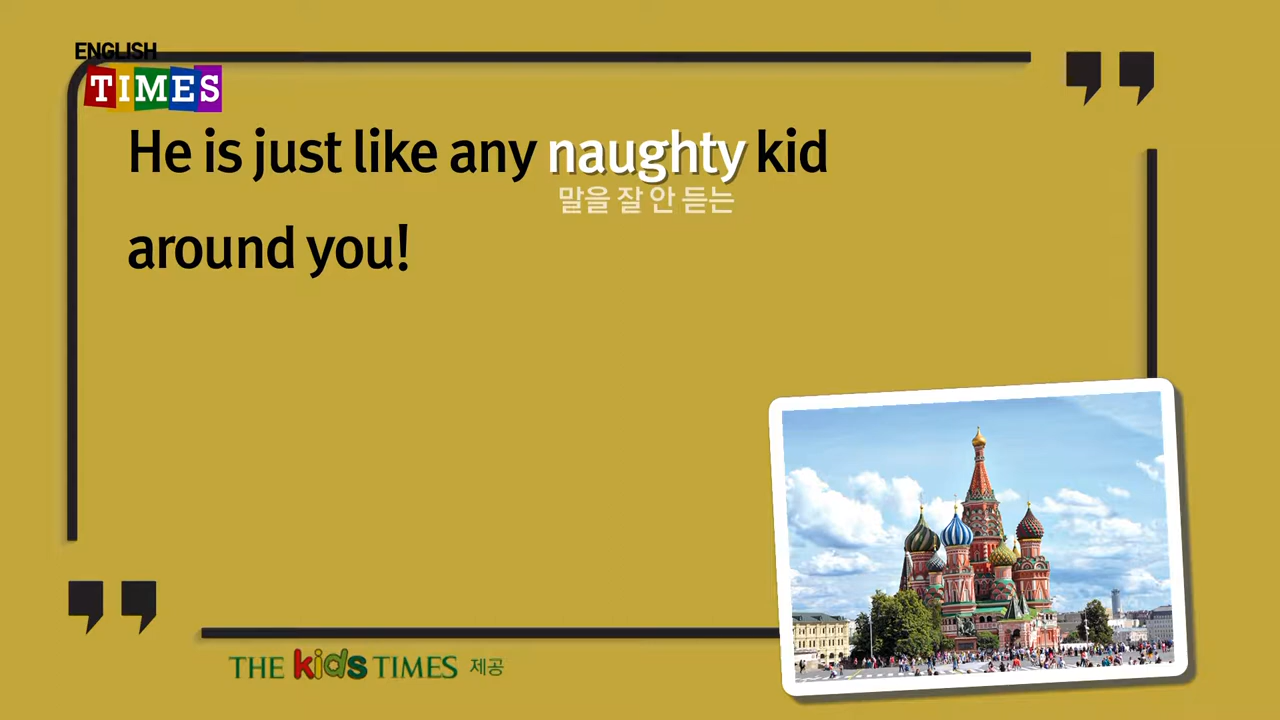 ENGLISH
TIMES
He is just like any naughty kid
말을 잘 안 듣는
around you!
THE kids TIMES 제공